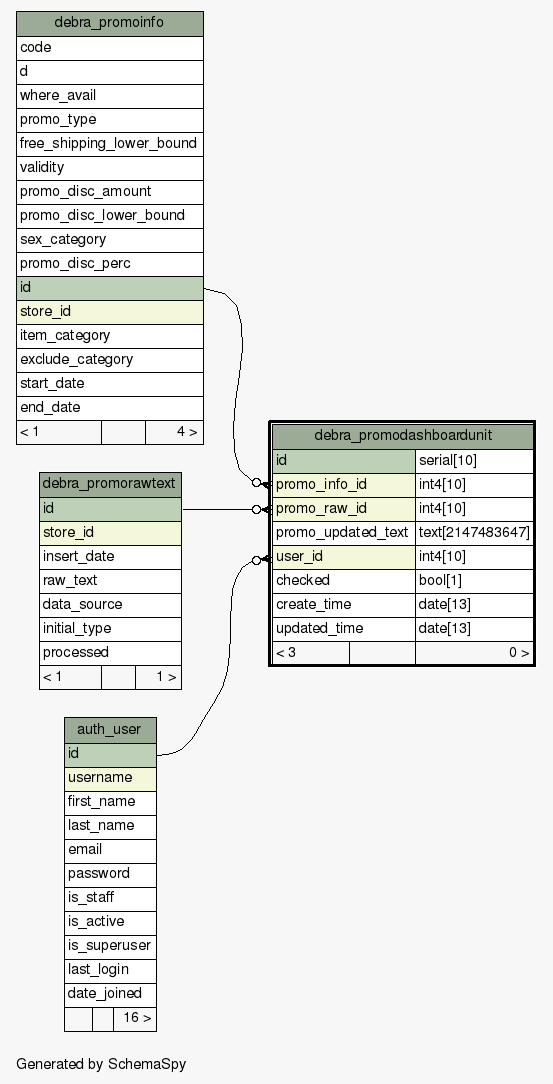 debra_promoinfo
code
d
where_avail
promo_type
free_shipping_lower_bound
validity
promo_disc_amount
promo_disc_lower_bound
sex_category
promo_disc_perc
id
store_id
item_category
exclude_category
start_date
end_date
< 1 4 >
debra_promodashboardunit
id serial[10]
promo_info_id int4[10]
promo_raw_id int4[10]
promo_updated_text text[2147483647]
user_id int4[10]
checked bool[1]
create_time date[13]
updated_time date[13]
< 3 0 >
debra_promorawtext
id
store_id
insert_date
raw_text
data_source
initial_type
processed
< 1 1 >
auth_user
id
username
first_name
last_name
email
password
is_staff
is_active
is_superuser
last_login
date_joined
16 >
Generated by SchemaSpy